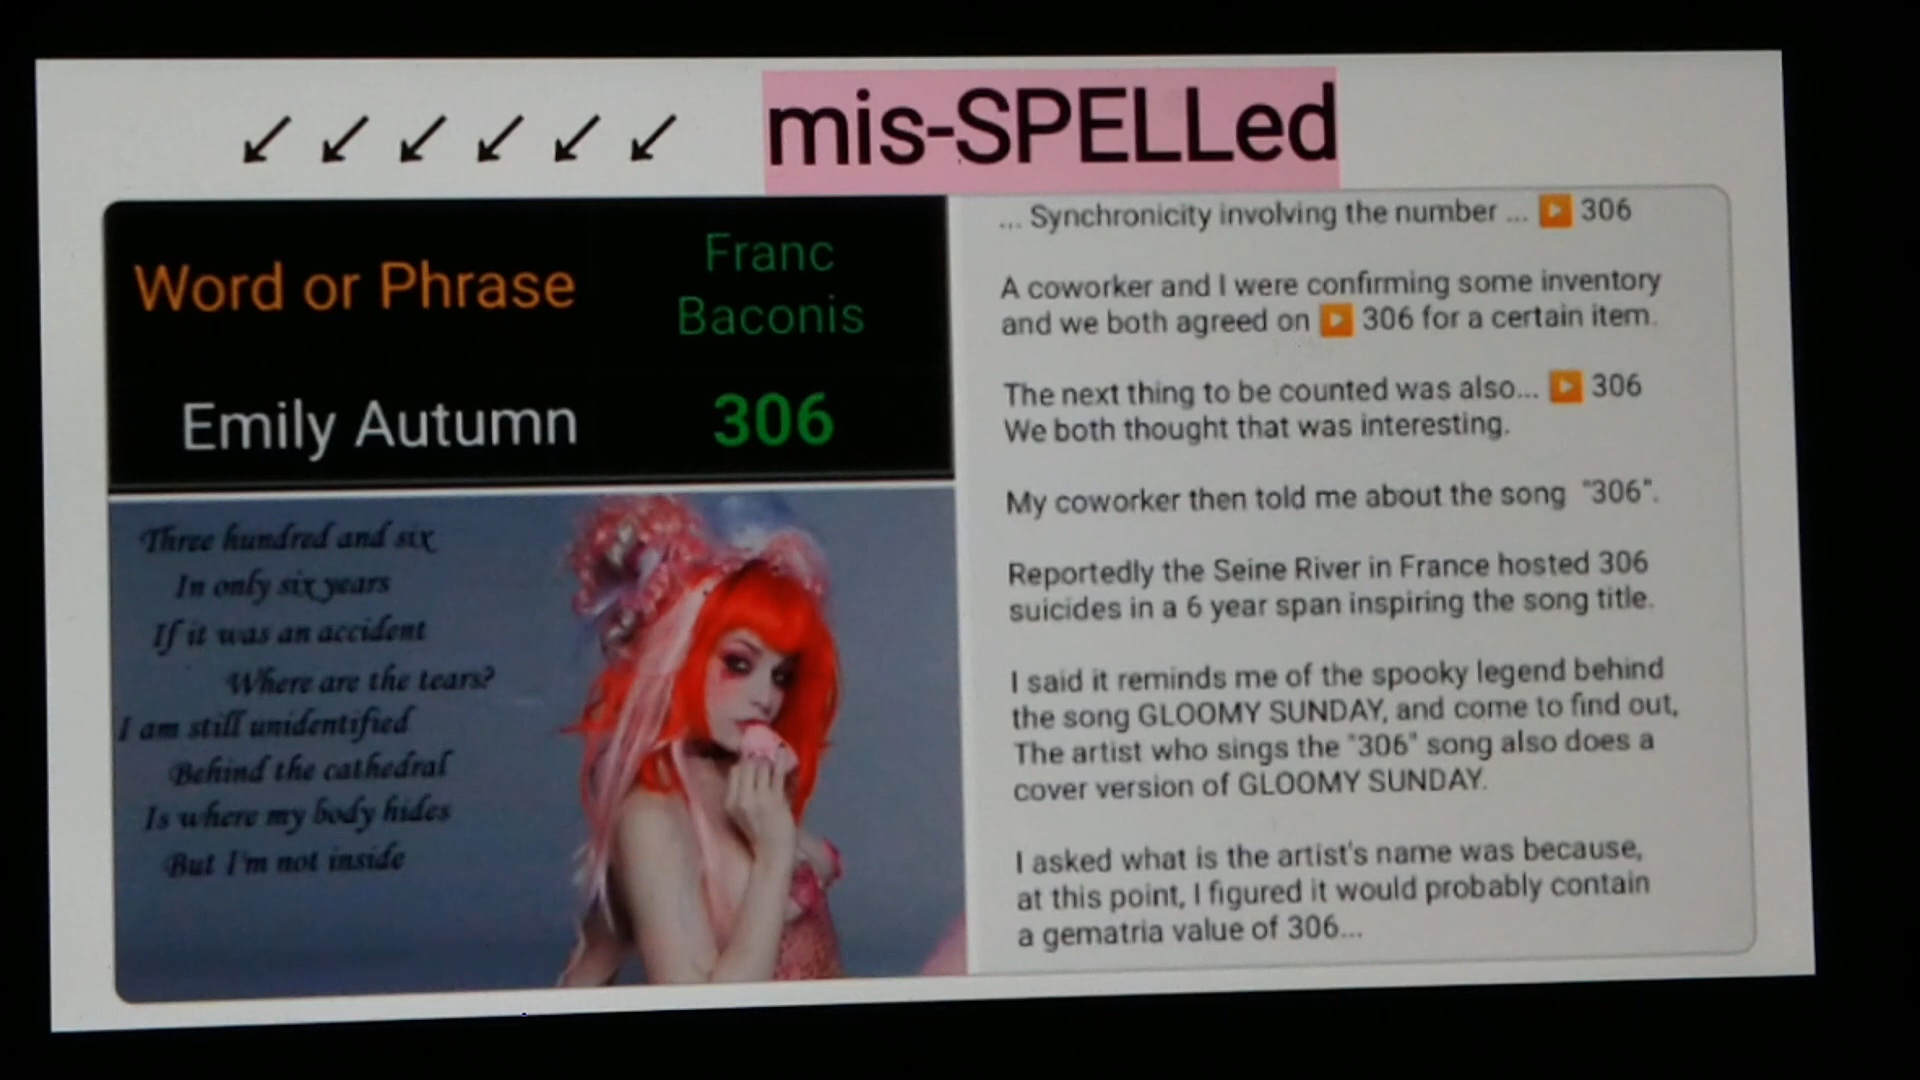 ↙ ↙ ↙ ↙ ↙ ↙ mis-SPELLed
Word or Phrase
Franc
Baconis
Emily Autumn
306
Three hundred and six
In only six years
If it was an accident
Where are the tears?
I am still unidentified
Behind the cathedral
Is where my body hides
But I'm not inside
... Synchronicity involving the number ... ▶ 306
A coworker and I were confirming some inventory
and we both agreed on ▶ 306 for a certain item.
The next thing to be counted was also... ▶ 306
We both thought that was interesting.
My coworker then told me about the song "306".
Reportedly the Seine River in France hosted 306
suicides in a 6 year span inspiring the song title.
I said it reminds me of the spooky legend behind
the song GLOOMY SUNDAY, and come to find out,
The artist who sings the "306" song also does a
cover version of GLOOMY SUNDAY.
I asked what is the artist's name was because,
at this point, I figured it would probably contain
a gematria value of 306...